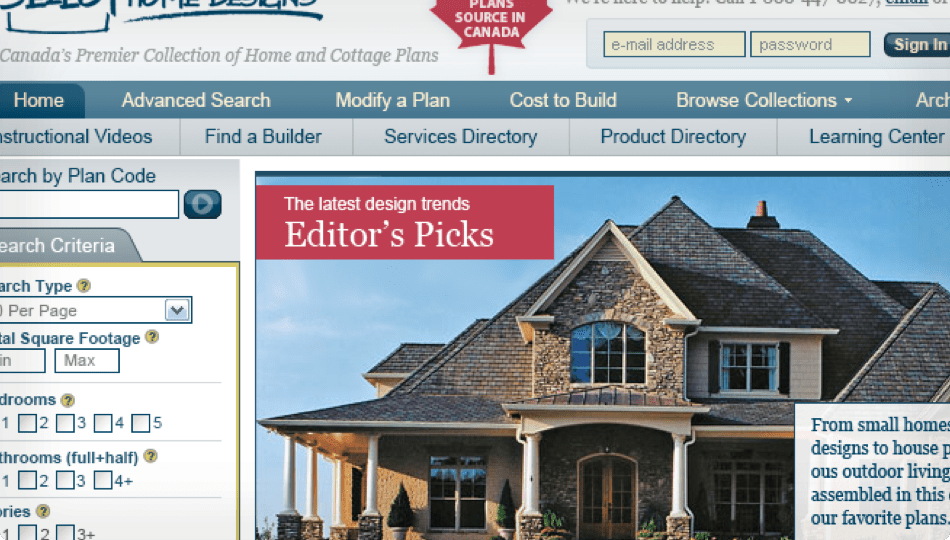 HOME DESIGNS
PLANS
SOURCE IN
CANADA
We're here to help! Call
email or
Canada's Premier Collection of Home and Cottage Plans
e-mail address
password
Sign In
Home
Advanced Search
Modify a Plan
Cost to Build
Browse Collections
Arch
nstructional Videos
Find a Builder
Services Directory
Product Directory
Learning Center
earch by Plan Code
earch Criteria
arch Type ?
0 Per Page
tal Square Footage ?
in
Max
drooms ?
1 2 3 4 5
throoms (full+half) ?
1 2 3 4+
ories ?
1 2 3+
The latest design trends
Editor's Picks
From small homes
designs to house p
ous outdoor living
assembled in this
our favorite plans.